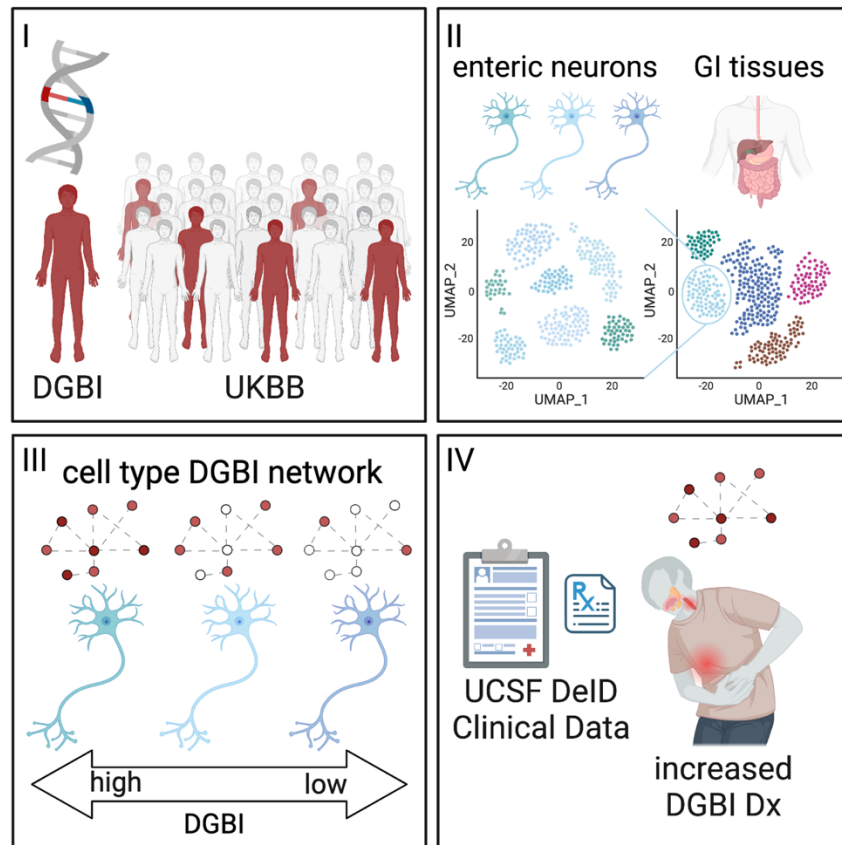 I
DGBI
UKBB
II
enteric neurons
GI tissues
UMAP_2
20
0
-20
-20
0
20
UMAP_1
UMAP_2
20
0
-20
-20
0
20
UMAP_1
III
cell type DGBI network
high
low
DGBI
IV
Rx
UCSF DeID
Clinical Data
increased
DGBI Dx